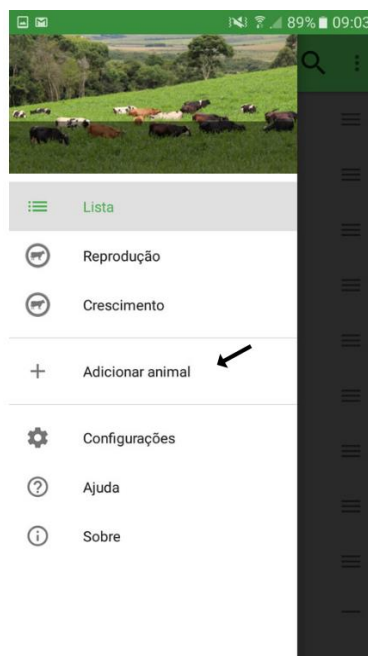 89% 09:03
Lista
Reprodução
Crescimento
Adicionar animal
Configurações
Ajuda
Sobre